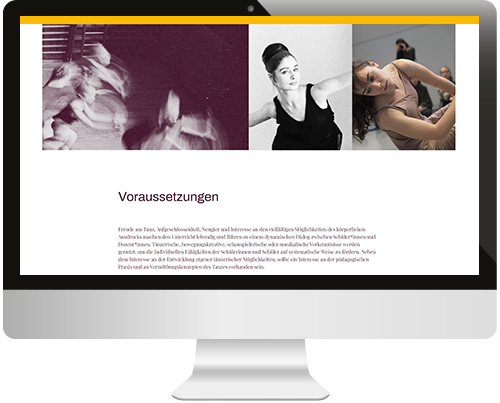 Voraussetzungen
Freude am Tanz, Aufgeschlossenheit, Neugier und Interesse an den vielfältigen Möglichkeiten des körperlichen
Ausdrucks machen den Unterricht lebendig und führen zu einem dynamischen Dialog zwischen Schüler*innen und
Dozent*innen. Tänzerische, bewegungskreative, schauspielerische oder musikalische Vorkenntnisse werden
genutzt, um die individuellen Fähigkeiten der Schülerinnen und Schüler auf systematische Weise zu fördern. Neben
dem Interesse an der Entwicklung eigener tänzerischer Möglichkeiten, sollte ein Interesse an der pädagogischen
Praxis und an Vermittlungskonzepten des Tanzes vorhanden sein.